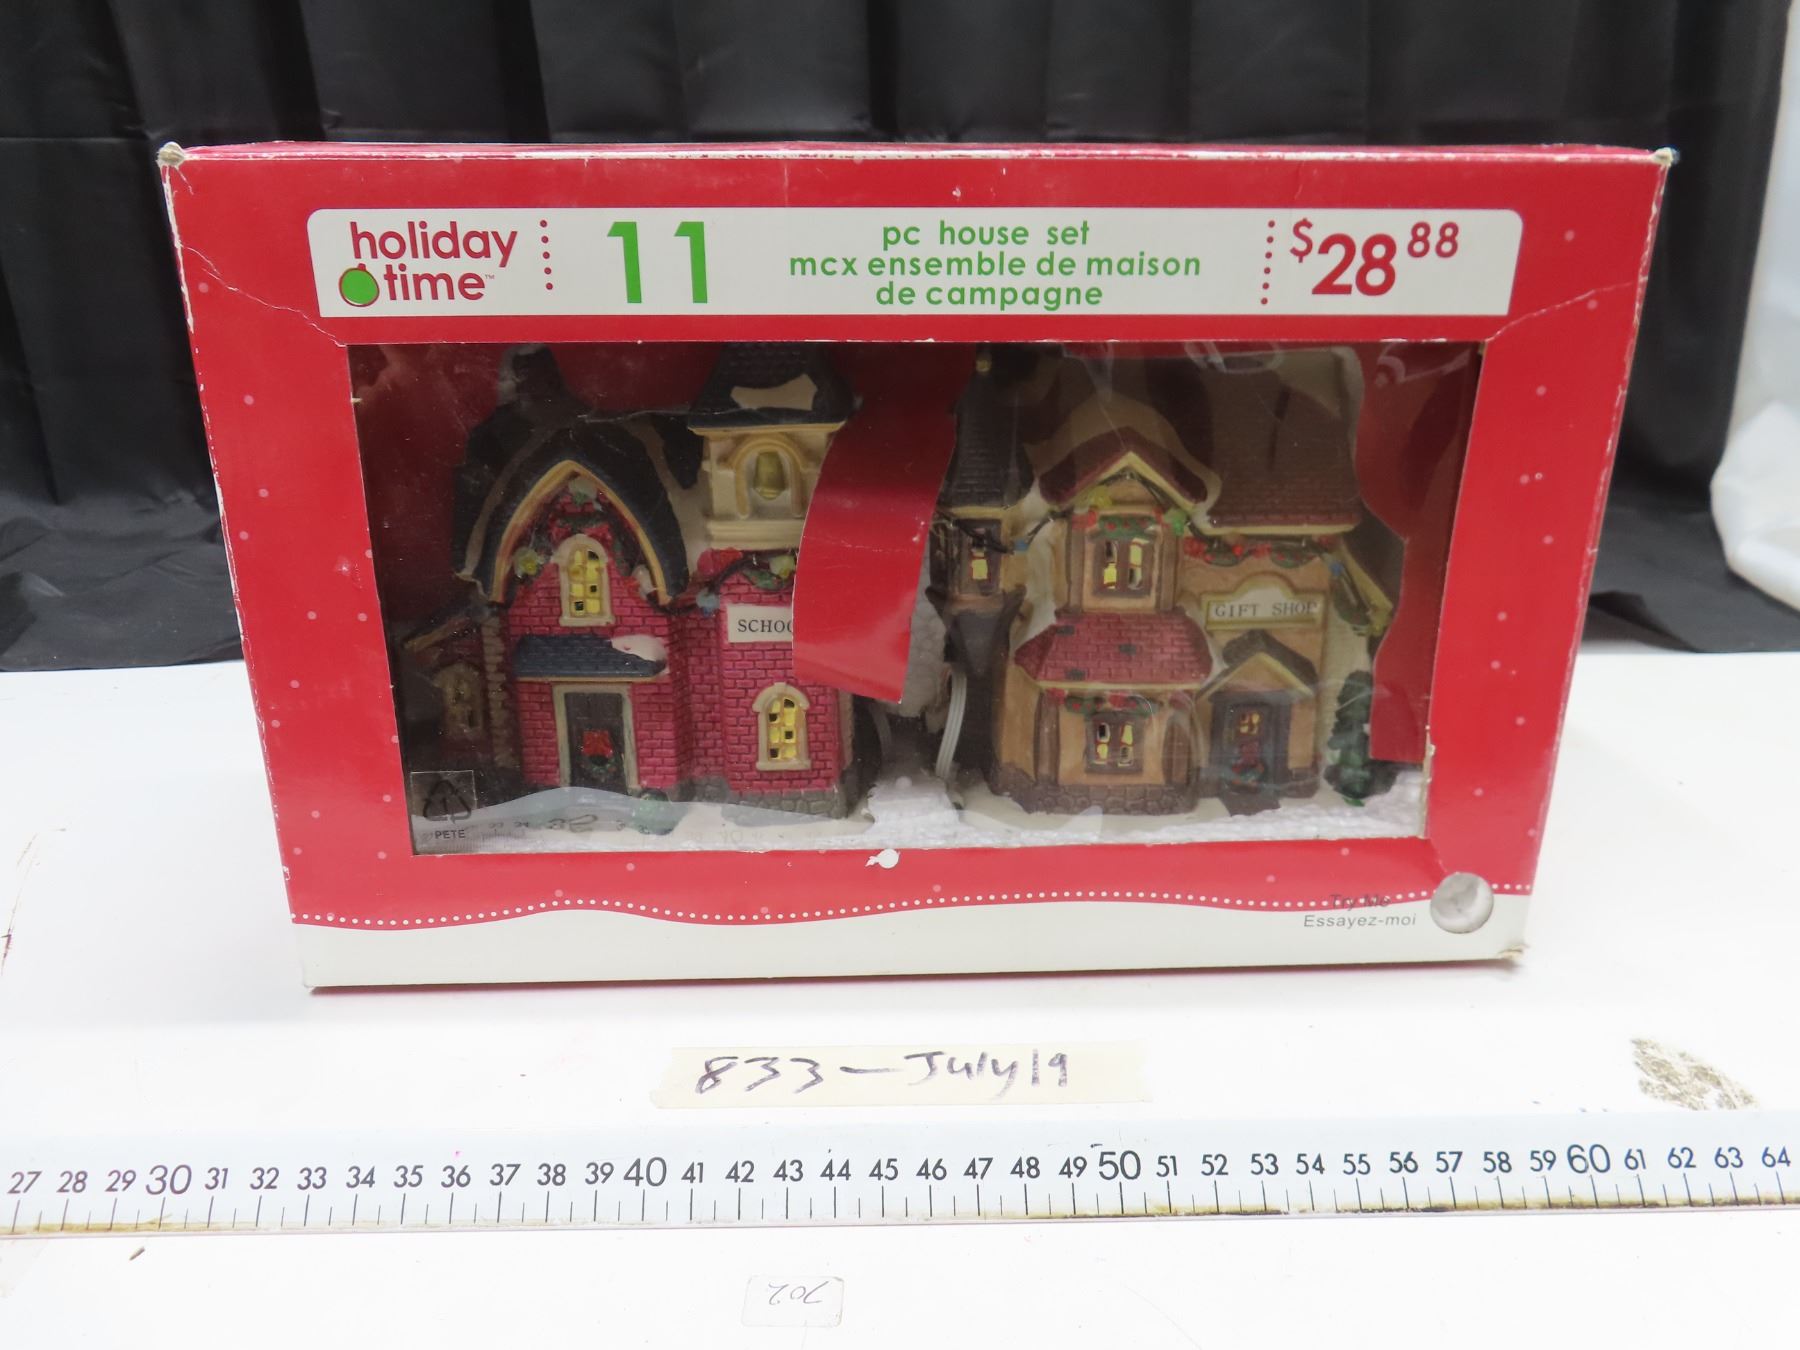 holiday time™
11
pc house set
mcx ensemble de maison
de campagne
$28 88
SCHOO
GIFT SHOP
PETE
Try Me
Essayez-moi
833 - July 19
27 28 29 30 31 32 33 34 35 36 37 38 39 40 41 42 43 44 45 46 47 48 49 50 51 52 53 54 55 56 57 58 59 60 61 62 63 64
702